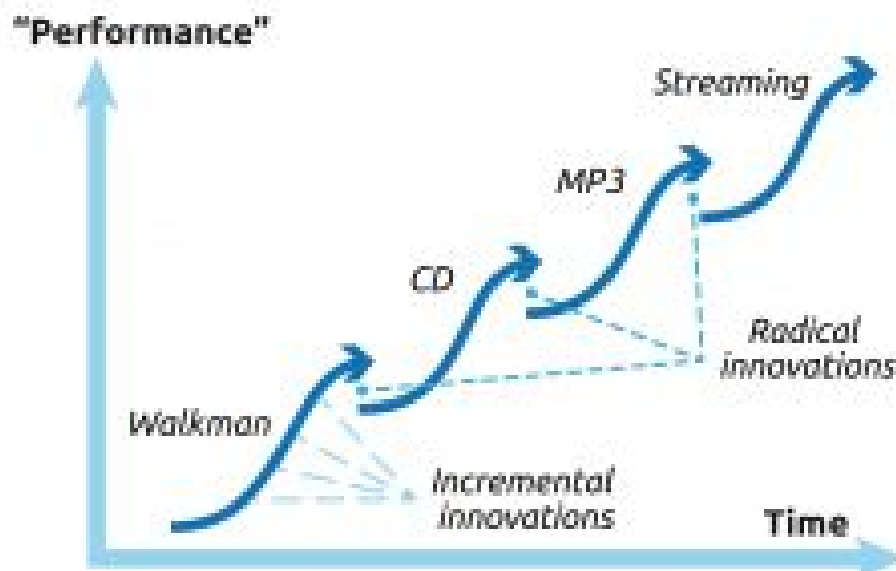 “Performance”
Streaming
MP3
CD
Radical
innovations
Walkman
Incremental
innovations
Time